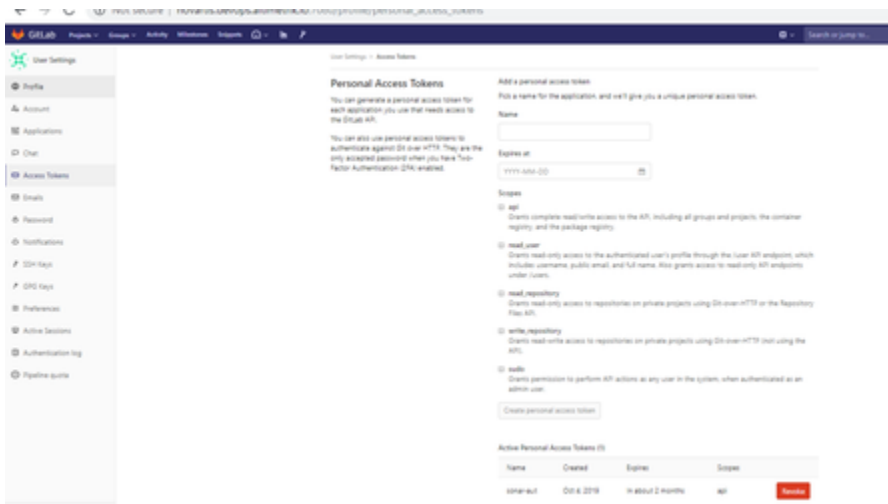 Not secure
GitLab Projects Groups Activity Milestones Snippets
Search or jump to...
User Settings
User Settings > Access Tokens
Profile
Account
Applications
Chat
Access Tokens
Emails
Password
Notifications
SSH Keys
GPG Keys
Preferences
Active Sessions
Authentication log
Pipeline quota
Personal Access Tokens
You can generate a personal access token for
each application you use that needs access to
the GitLab API.
You can also use personal access tokens to
authenticate against Git over HTTP. They are the
only accepted password when you have Two-
Factor Authentication (2FA) enabled.
Add a personal access token
Pick a name for the application, and we'll give you a unique personal access token.
Name
Expires at
YYYY-MM-DD
Scopes
api
Grants complete read/write access to the API, including all groups and projects, the container
registry, and the package registry.
read_user
Grants read-only access to the authenticated user's profile through the /user API endpoint, which
includes username, public email, and full name. Also grants access to read-only API endpoints
under /users.
read_repository
Grants read-only access to repositories on private projects using Git-over-HTTP or the Repository
Files API.
write_repository
Grants read-write access to repositories on private projects using Git-over-HTTP (not using the
API).
sudo
Grants permission to perform API actions as any user in the system, when authenticated as an
admin user.
Create personal access token
Active Personal Access Tokens (1)
Name Created Expires Scopes
sonar-aut Oct 4, 2019 In about 2 months api Revoke